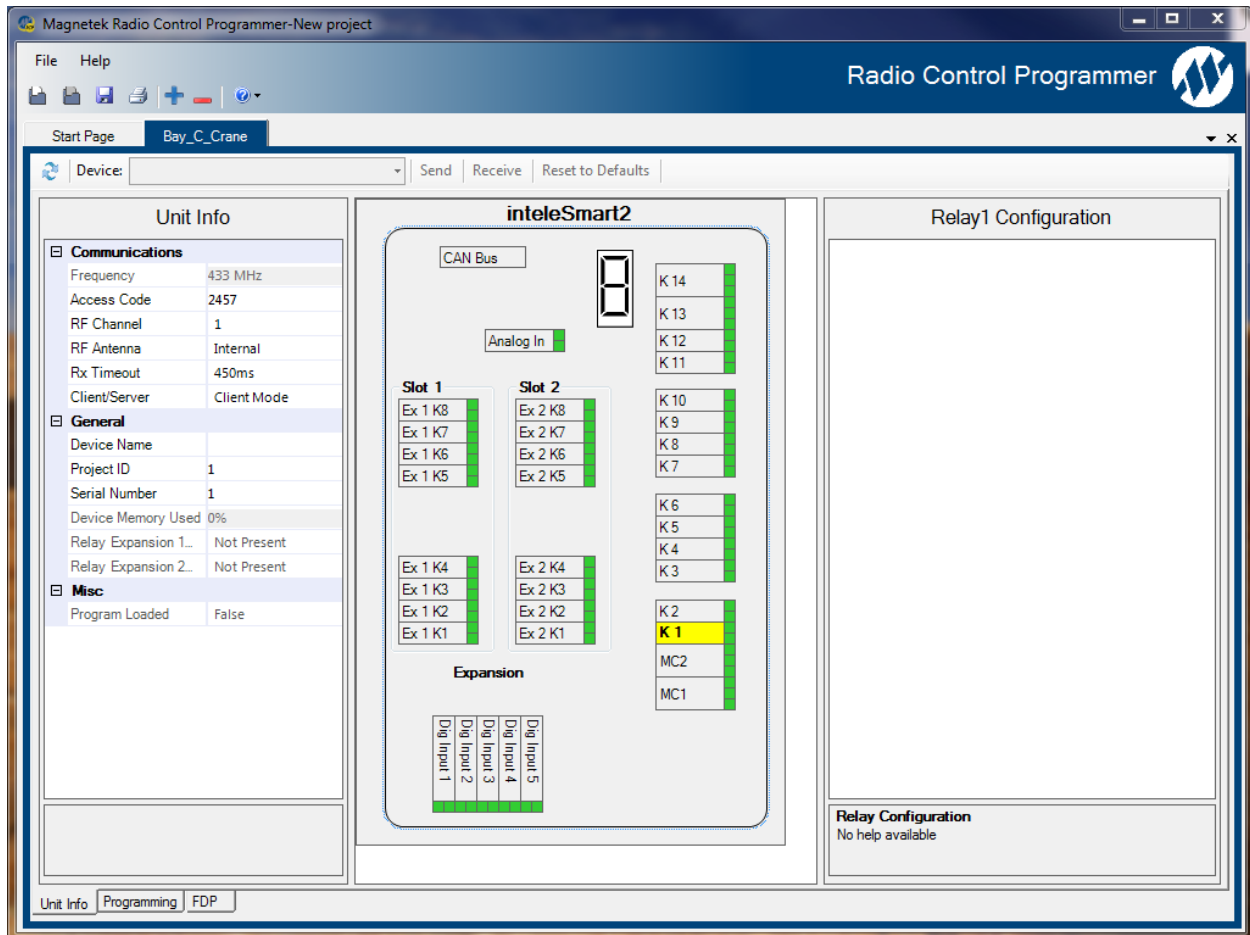 Magnetek Radio Control Programmer-New project
File Help
Radio Control Programmer
Start Page Bay_C_Crane
Device: Send Receive Reset to Defaults
Unit Info
Communications
Frequency 433 MHz
Access Code 2457
RF Channel 1
RF Antenna Internal
Rx Timeout 450ms
Client/Server Client Mode
General
Device Name
Project ID 1
Serial Number 1
Device Memory Used 0%
Relay Expansion 1... Not Present
Relay Expansion 2... Not Present
Misc
Program Loaded False
inteleSmart2
CAN Bus
8
Analog In
Slot 1
Ex 1 K8
Ex 1 K7
Ex 1 K6
Ex 1 K5
Ex 1 K4
Ex 1 K3
Ex 1 K2
Ex 1 K1
Slot 2
Ex 2 K8
Ex 2 K7
Ex 2 K6
Ex 2 K5
Ex 2 K4
Ex 2 K3
Ex 2 K2
Ex 2 K1
Expansion
Dig Input 1
Dig Input 2
Dig Input 3
Dig Input 4
Dig Input 5
K 14
K 13
K 12
K 11
K 10
K 9
K 8
K 7
K 6
K 5
K 4
K 3
K 2
K 1
MC2
MC1
Relay1 Configuration
Relay Configuration
No help available
Unit Info Programming FDP